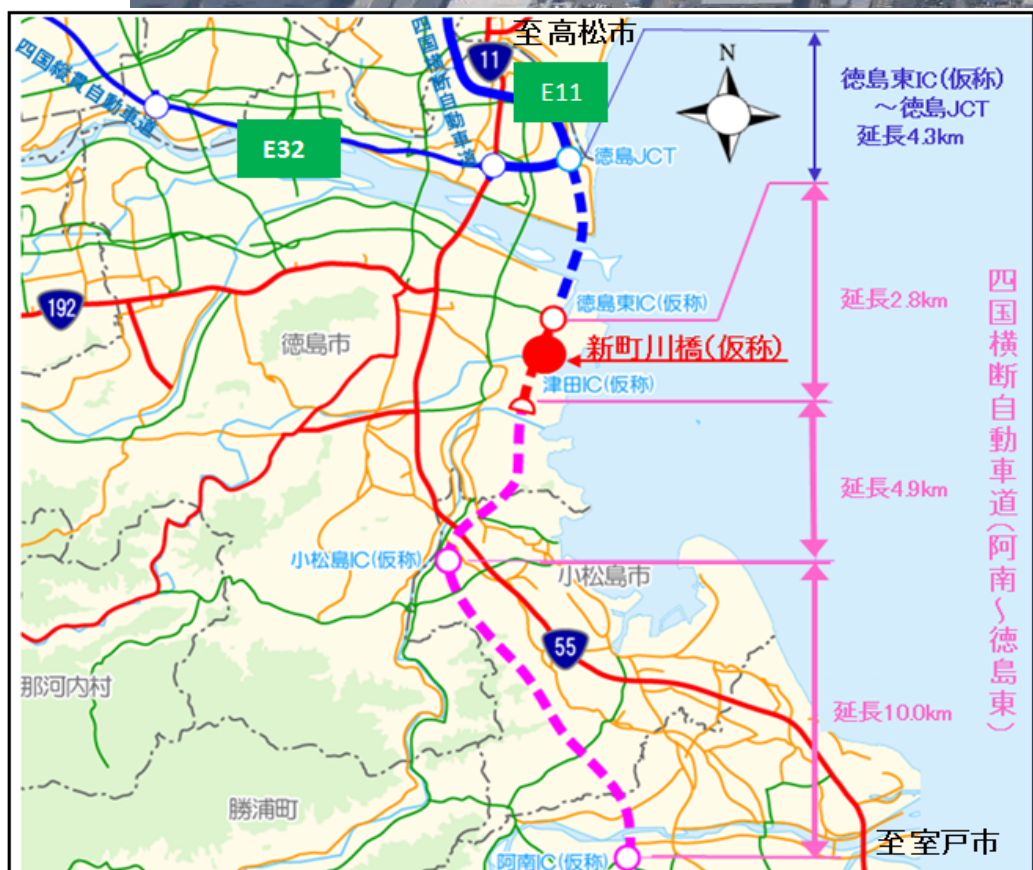 至高松市
四国縦貫自動車道
四国横断自動車道
11
E11
E32
N
徳島東IC(仮称)
～徳島JCT
延長4.3km
徳島JCT
192
徳島市
徳島東IC(仮称)
新町川橋(仮称)
津田IC(仮称)
延長2.8km
延長4.9km
四国横断自動車道(阿南～徳島東)
小松島IC(仮称)
小松島市
55
那河内村
延長10.0km
勝浦町
至室戸市
阿南IC(仮称)